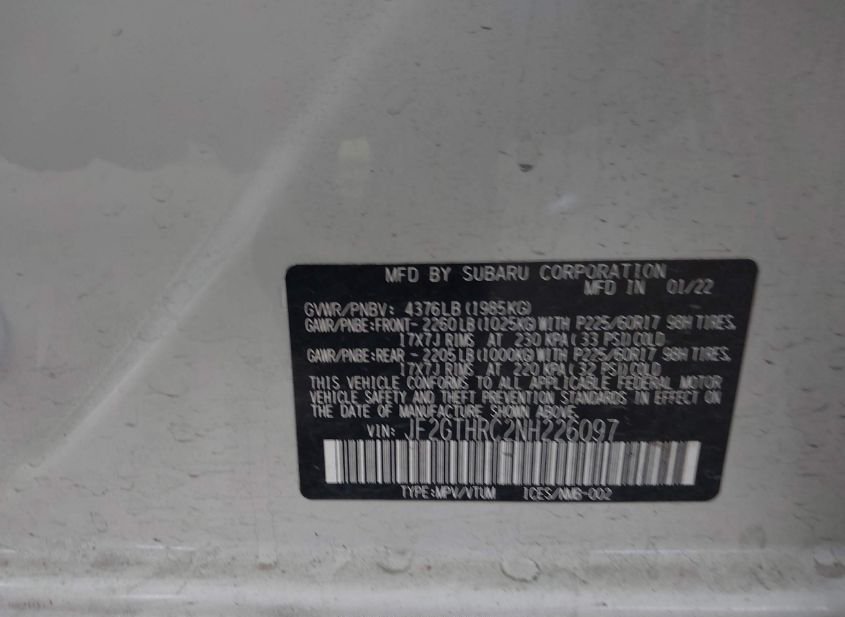 MFD BY SUBARU CORPORATION
MFD IN 01/22
GVWR/PNBV: 4376LB(1985KG)
GAWR/PNBE:FRONT-2260LB(1025KG)WITH P225/60R17 98H TIRES,
17X7J RIMS AT 230 KPA( 33 PSI)COLD
GAWR/PNBE:REAR -2205LB(1000KG)WITH P225/60R17 98H TIRES,
17X7J RIMS AT 220 KPA( 32 PSI)COLD
THIS VEHICLE CONFORMS TO ALL APPLICABLE FEDERAL MOTOR
VEHICLE SAFETY AND THEFT PREVENTION STANDARDS IN EFFECT ON
THE DATE OF MANUFACTURE SHOWN ABOVE.
VIN: JF2GTHRC2NH226097
TYPE:MPV/VTUM ICES/NMB-002